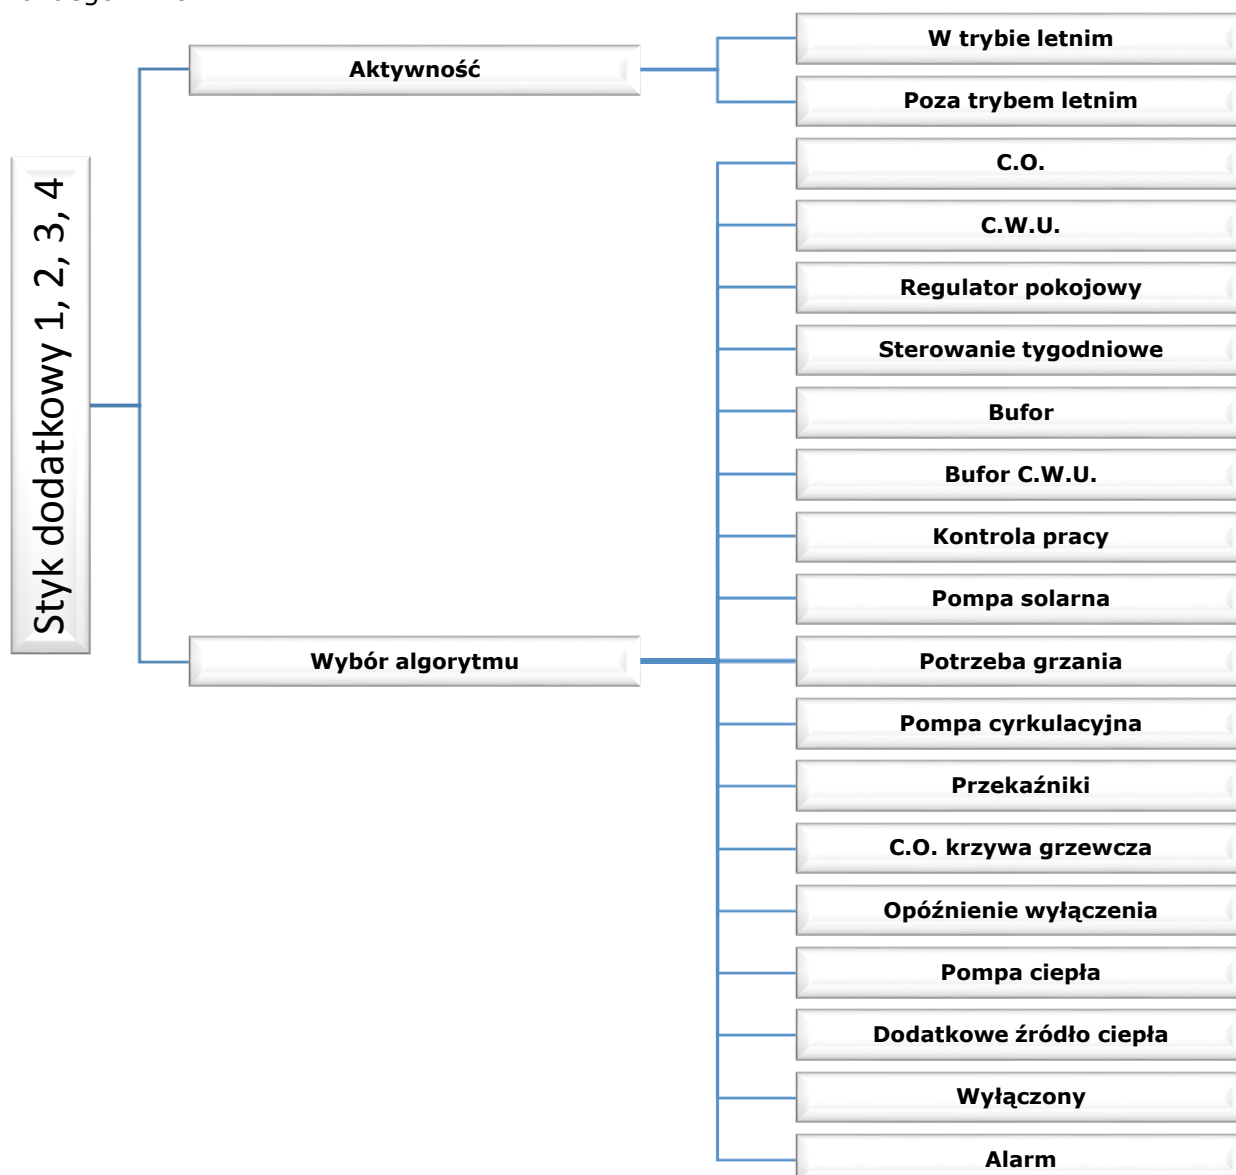 Styk dodatkowy 1, 2, 3, 4
Aktywność
W trybie letnim
Poza trybem letnim
Wybór algorytmu
C.O.
C.W.U.
Regulator pokojowy
Sterowanie tygodniowe
Bufor
Bufor C.W.U.
Kontrola pracy
Pompa solarna
Potrzeba grzania
Pompa cyrkulacyjna
Przekaźniki
C.O. krzywa grzewcza
Opóźnienie wyłączenia
Pompa ciepła
Dodatkowe źródło ciepła
Wyłączony
Alarm